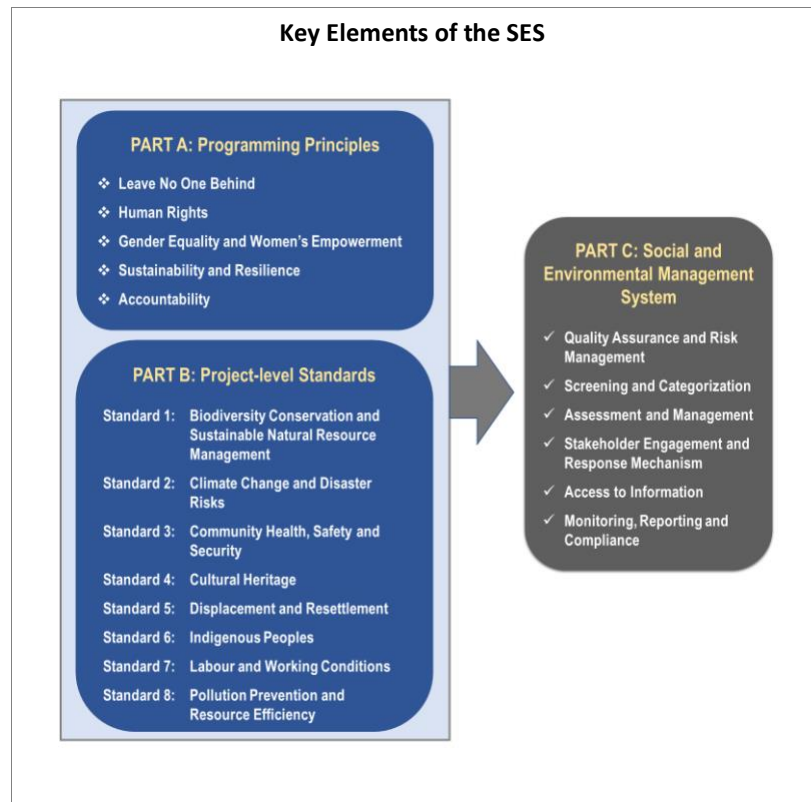 Key Elements of the SES
PART A: Programming Principles
❖ Leave No One Behind
❖ Human Rights
❖ Gender Equality and Women's Empowerment
❖ Sustainability and Resilience
❖ Accountability
PART B: Project-level Standards
Standard 1: Biodiversity Conservation and
Sustainable Natural Resource
Management
Standard 2: Climate Change and Disaster
Risks
Standard 3: Community Health, Safety and
Security
Standard 4: Cultural Heritage
Standard 5: Displacement and Resettlement
Standard 6: Indigenous Peoples
Standard 7: Labour and Working Conditions
Standard 8: Pollution Prevention and
Resource Efficiency
PART C: Social and
Environmental Management
System
✓ Quality Assurance and Risk
Management
✓ Screening and Categorization
✓ Assessment and Management
✓ Stakeholder Engagement and
Response Mechanism
✓ Access to Information
✓ Monitoring, Reporting and
Compliance